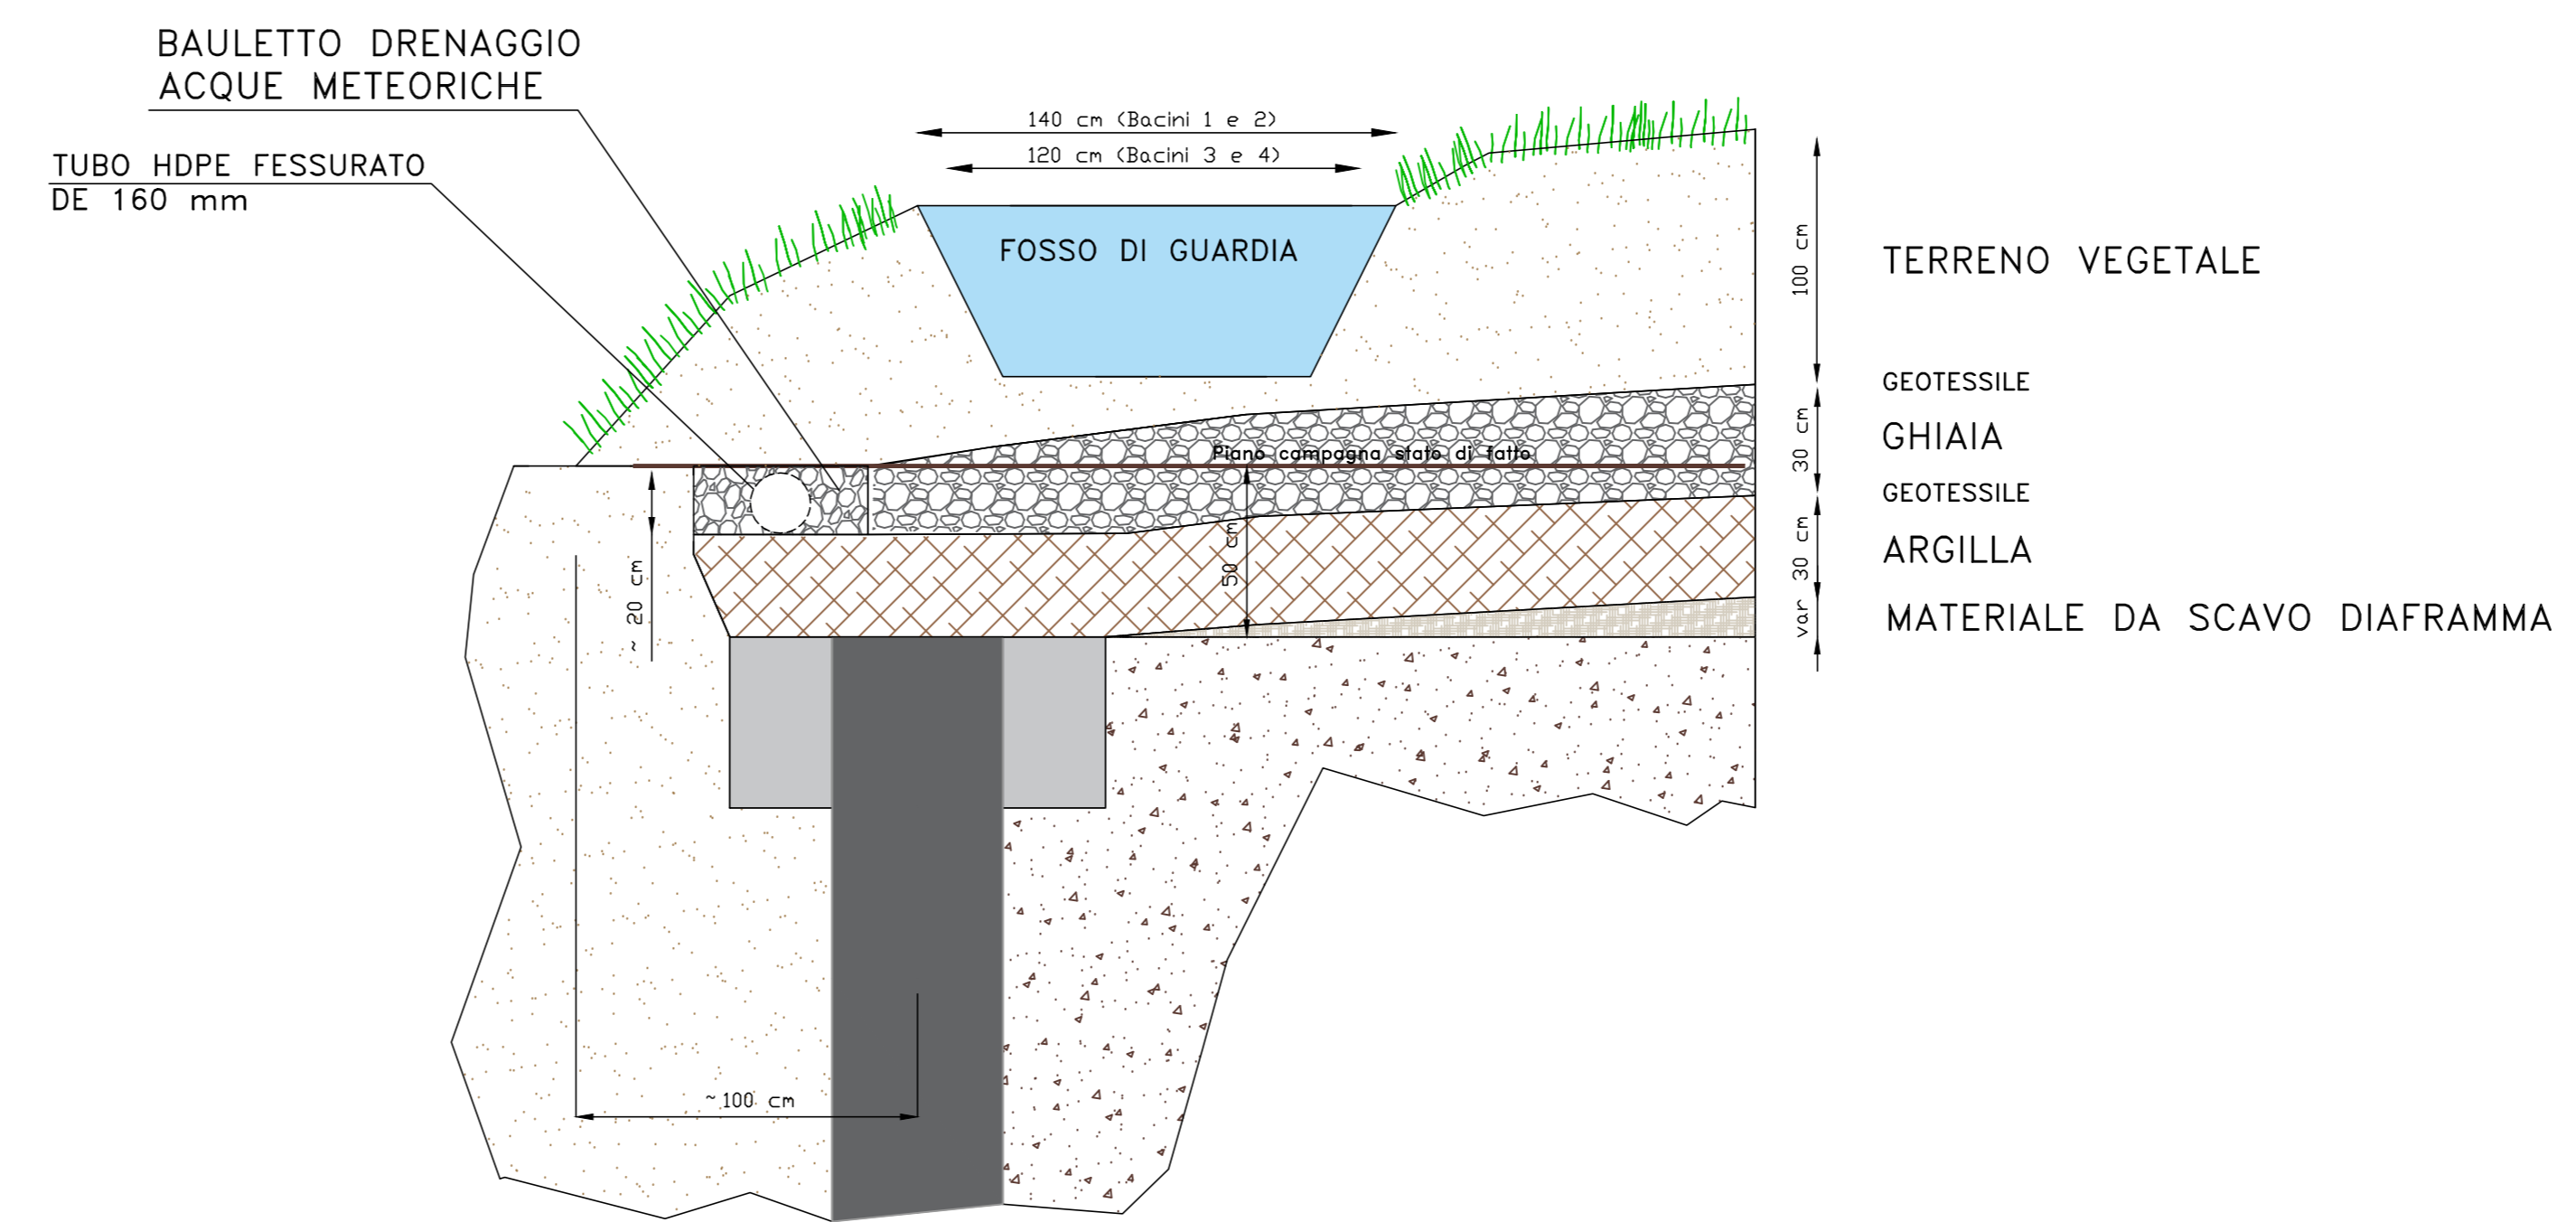 BAULETTO DRENAGGIO
ACQUE METEORICHE
TUBO HDPE FESSURATO
DE 160 mm
140 cm (Bacini 1 e 2)
120 cm (Bacini 3 e 4)
FOSSO DI GUARDIA
100 cm
TERRENO VEGETALE
GEOTESSILE
30 cm
GHIAIA
Piano campagna stato di fatto
GEOTESSILE
~ 20 cm
50 cm
30 cm
ARGILLA
var
MATERIALE DA SCAVO DIAFRAMMA
~100 cm